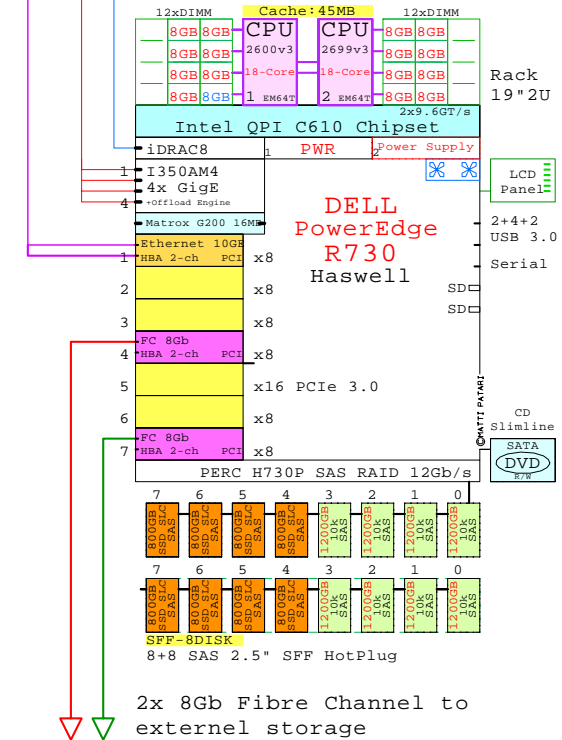 12xDIMM Cache:45MB 12xDIMM
8GB 8GB CPU CPU 8GB 8GB
8GB 8GB 2600v3 2699v3 8GB 8GB
8GB 8GB 18-Core 18-Core 8GB 8GB
8GB 8GB 1 EM64T 2 EM64T 8GB 8GB
Rack
19"2U
2x9.6GT/s
Intel QPI C610 Chipset
iDRAC8 1 PWR 2 Power Supply
1 I350AM4
4x GigE
4 +Offload Engine
LCD
Panel
Matrox G200 16MB
DELL
PowerEdge
R730
Haswell
2+4+2
USB 3.0
Serial
SD
SD
Ethernet 10GB
1 HBA 2-ch PCI x8
2 x8
3 x8
FC 8Gb
4 HBA 2-ch PCI x8
5 x16 PCIe 3.0
6 x8
FC 8Gb
7 HBA 2-ch PCI x8
©MATTI PATARI
CD
Slimline
SATA
DVD
R/W
PERC H730P SAS RAID 12Gb/s
7 6 5 4 3 2 1 0
800GB SSD SLC SAS 800GB SSD SLC SAS 800GB SSD SLC SAS 800GB SSD SLC SAS 1200GB 10k SAS 1200GB 10k SAS 1200GB 10k SAS 1200GB 10k SAS
7 6 5 4 3 2 1 0
800GB SSD SLC SAS 800GB SSD SLC SAS 800GB SSD SLC SAS 800GB SSD SLC SAS 1200GB 10k SAS 1200GB 10k SAS 1200GB 10k SAS 1200GB 10k SAS
SFF-8DISK
8+8 SAS 2.5" SFF HotPlug
2x 8Gb Fibre Channel to
externel storage